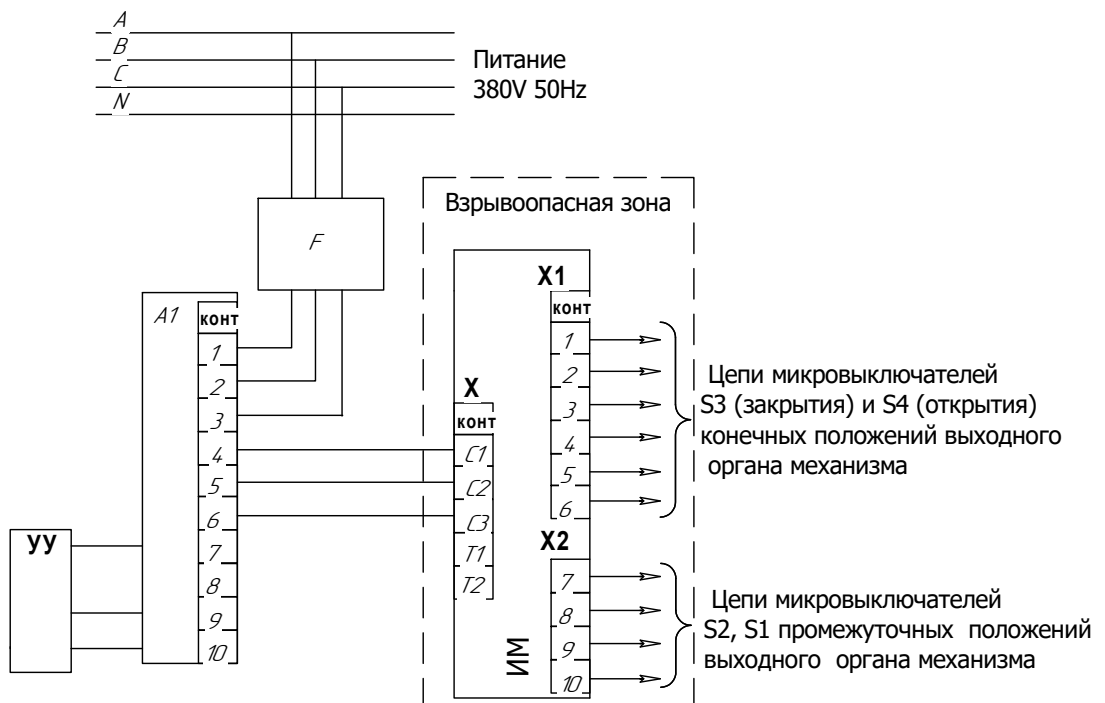 A
B
C
N
Питание
380V 50Hz
F
Взрывоопасная зона
A1
конт
1
2
3
4
5
6
7
8
9
10
УУ
X
конт
C1
C2
C3
T1
T2
X1
конт
1
2
3
4
5
6
X2
7
8
9
10
ИМ
Цепи микровыключателей
S3 (закрытия) и S4 (открытия)
конечных положений выходного
органа механизма
Цепи микровыключателей
S2, S1 промежуточных положений
выходного органа механизма